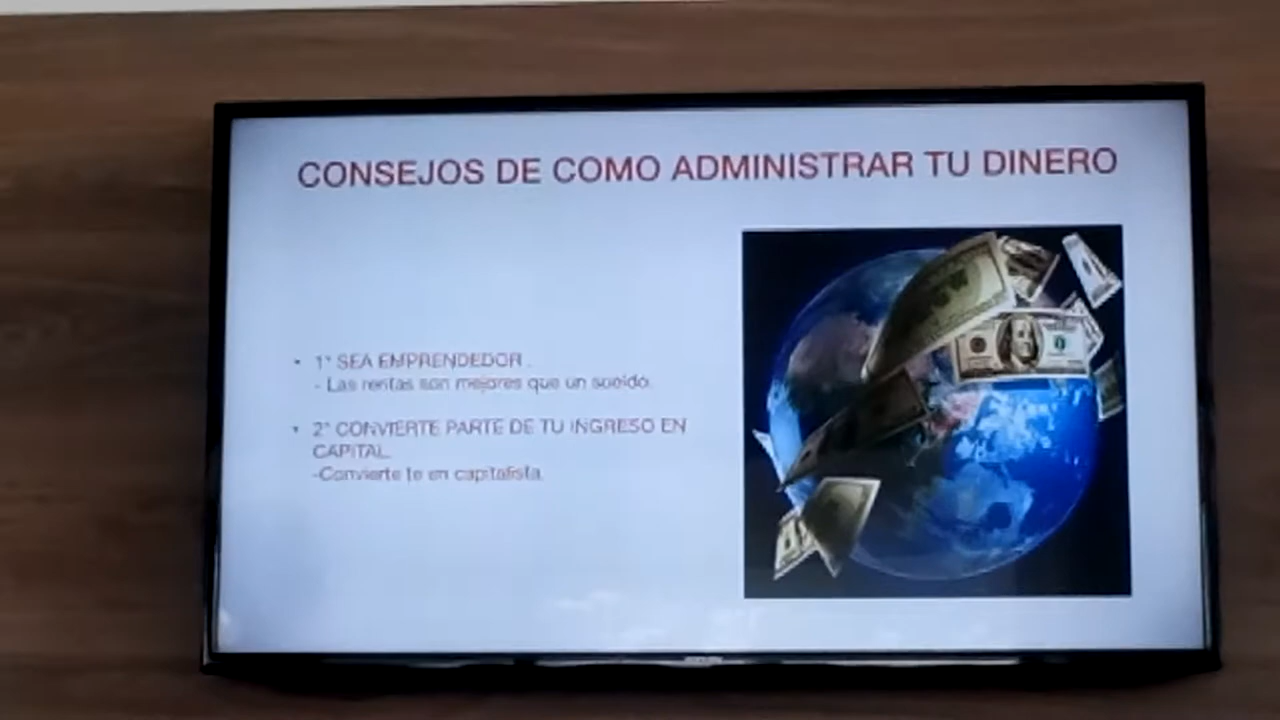 CONSEJOS DE COMO ADMINISTRAR TU DINERO
• 1° SEA EMPRENDEDOR .
- Las rentas son mejores que un sueldo.
• 2° CONVIERTE PARTE DE TU INGRESO EN
CAPITAL.
-Convierte te en capitalista.